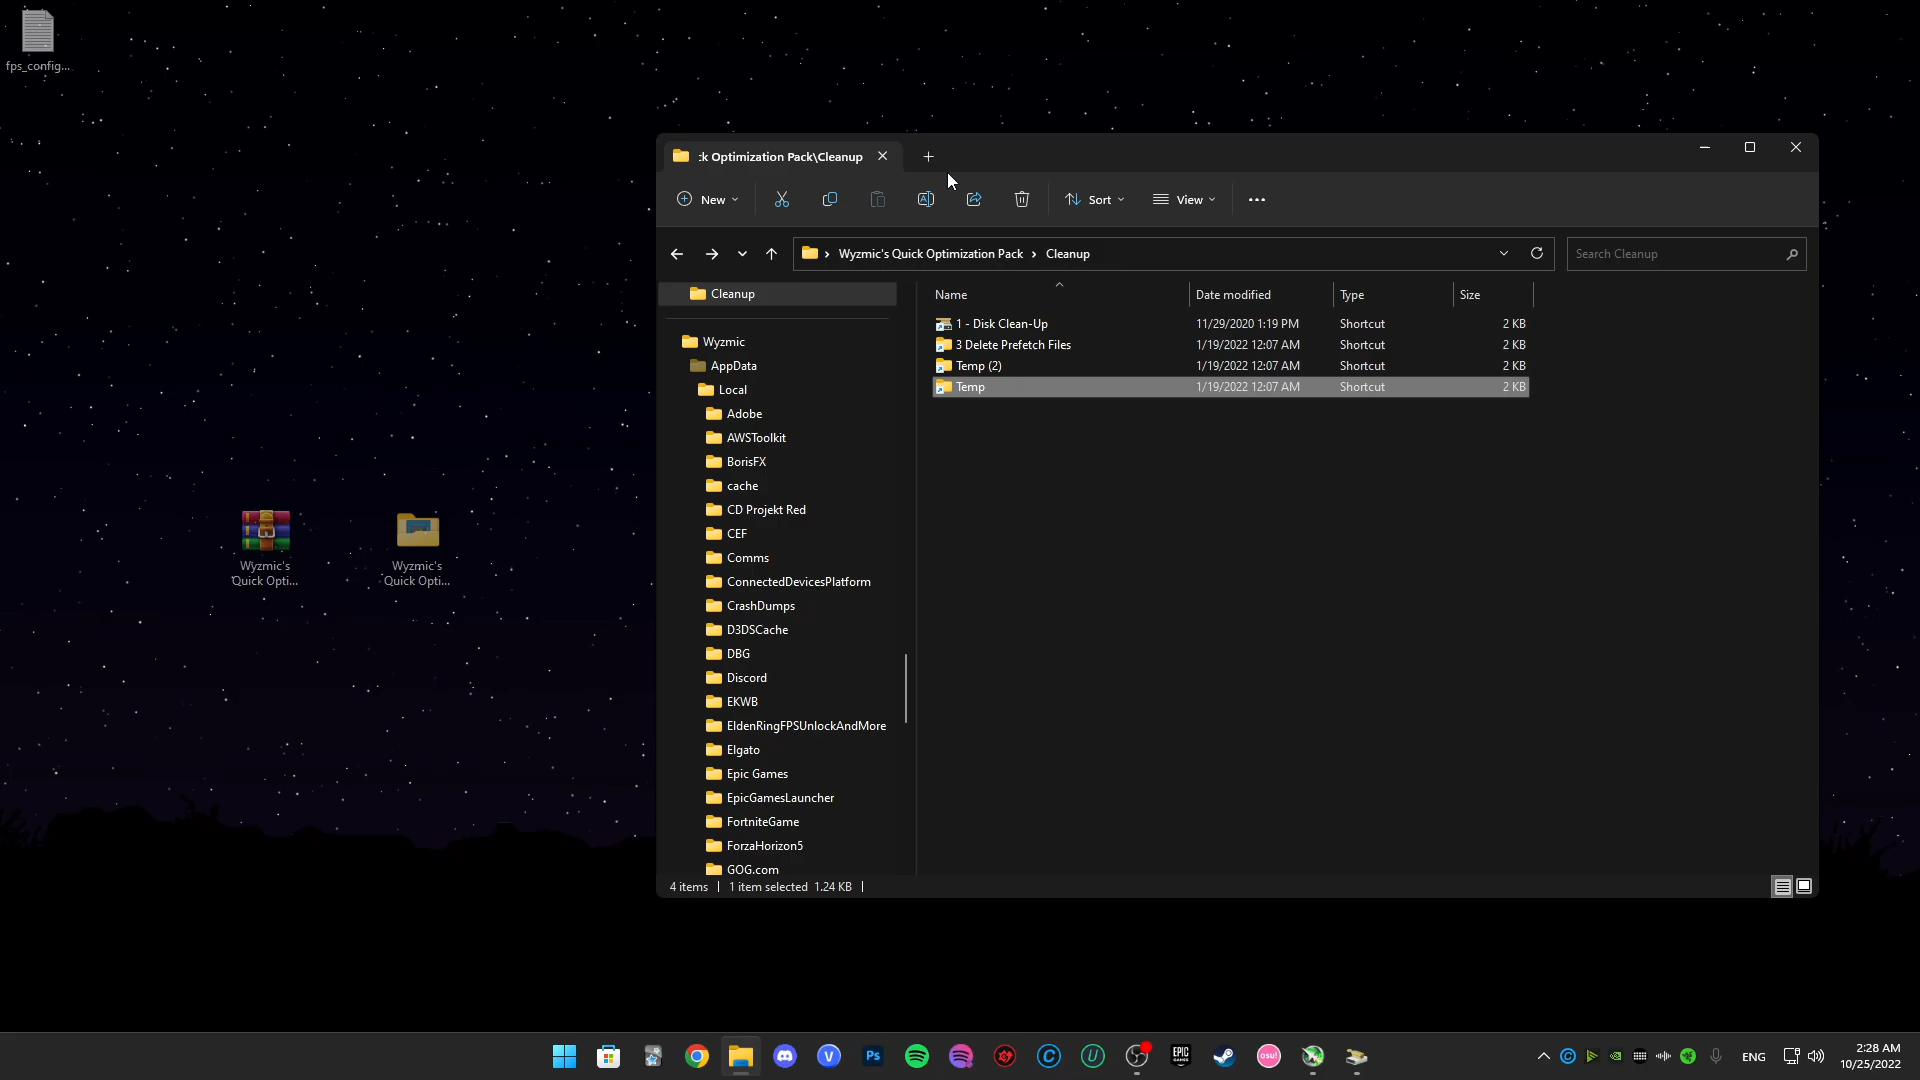 fps_config...
:k Optimization Pack\Cleanup
New
Sort
View
Wyzmic's Quick Optimization Pack > Cleanup
Search Cleanup
Cleanup
Wyzmic
AppData
Local
Adobe
AWSToolkit
BorisFX
cache
CD Projekt Red
CEF
Comms
ConnectedDevicesPlatform
CrashDumps
D3DSCache
DBG
Discord
EKWB
EldenRingFPSUnlockAndMore
Elgato
Epic Games
EpicGamesLauncher
FortniteGame
ForzaHorizon5
GOG.com
Name Date modified Type Size
1 - Disk Clean-Up 11/29/2020 1:19 PM Shortcut 2 KB
3 Delete Prefetch Files 1/19/2022 12:07 AM Shortcut 2 KB
Temp (2) 1/19/2022 12:07 AM Shortcut 2 KB
Temp 1/19/2022 12:07 AM Shortcut 2 KB
4 items 1 item selected 1.24 KB
Wyzmic's
Quick Opti...
Wyzmic's
Quick Opti...
V
Ps
C
U
EPIC
GAMES
osu!
ENG
2:28 AM
10/25/2022